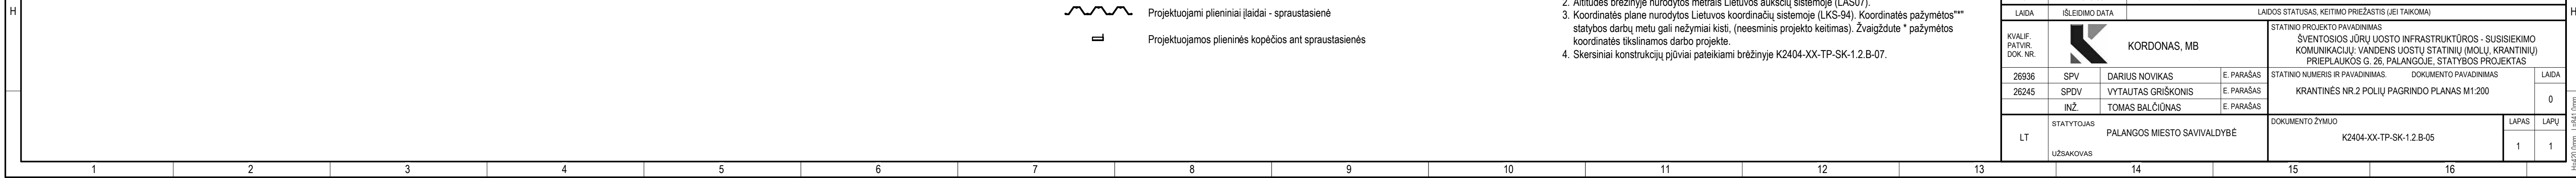 H
Projektuojami plieniniai įlaidai - spraustasienė
Projektuojamos plieninės kopėčios ant spraustasienės
2. Altitudės brėžinyje nurodytos metrais Lietuvos aukščių sistemoje (LAS07).
3. Koordinatės plane nurodytos Lietuvos koordinačių sistemoje (LKS-94). Koordinatės pažymėtos"*"
statybos darbų metu gali nežymiai kisti, (neesminis projekto keitimas). Žvaigždute * pažymėtos
koordinatės tikslinamos darbo projekte.
4. Skersiniai konstrukcijų pjūviai pateikiami brėžinyje K2404-XX-TP-SK-1.2.B-07.
LAIDA IŠLEIDIMO DATA LAIDOS STATUSAS, KEITIMO PRIEŽASTIS (JEI TAIKOMA)
H
KVALIF.
PATVIR.
DOK. NR.
KORDONAS, MB
STATINIO PROJEKTO PAVADINIMAS
ŠVENTOSIOS JŪRŲ UOSTO INFRASTRUKTŪROS - SUSISIEKIMO
KOMUNIKACIJŲ: VANDENS UOSTŲ STATINIŲ (MOLŲ, KRANTINIŲ)
PRIEPLAUKOS G. 26, PALANGOJE, STATYBOS PROJEKTAS
26936 SPV DARIUS NOVIKAS E. PARAŠAS
STATINIO NUMERIS IR PAVADINIMAS. DOKUMENTO PAVADINIMAS LAIDA
26245 SPDV VYTAUTAS GRIŠKONIS E. PARAŠAS
KRANTINĖS NR.2 POLIŲ PAGRINDO PLANAS M1:200
0
INŽ. TOMAS BALČIŪNAS E. PARAŠAS
LT
STATYTOJAS
PALANGOS MIESTO SAVIVALDYBĖ
UŽSAKOVAS
DOKUMENTO ŽYMUO LAPAS LAPŲ
K2404-XX-TP-SK-1.2.B-05
1 1
H=420.0mm L=841.0mm
1 2 3 4 5 6 7 8 9 10 11 12 13 14 15 16